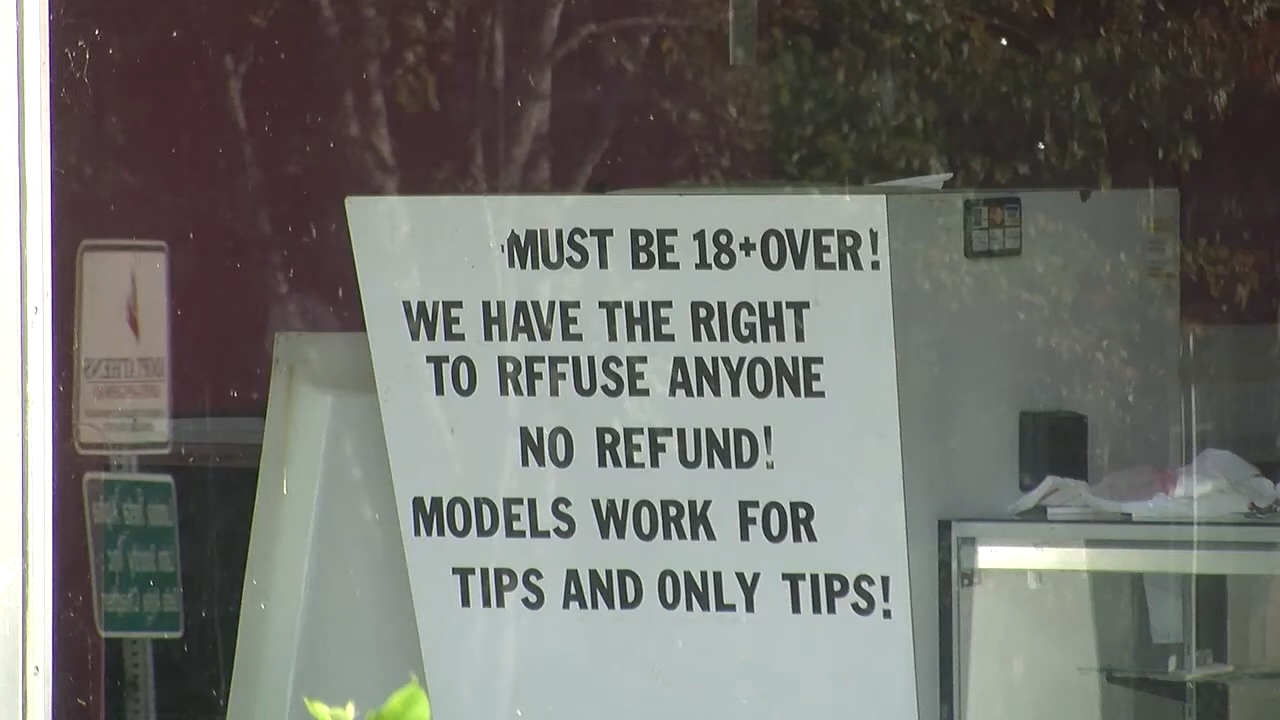 MUST BE 18+OVER!
WE HAVE THE RIGHT
TO RFFUSE ANYONE
NO REFUND!
MODELS WORK FOR
TIPS AND ONLY TIPS!